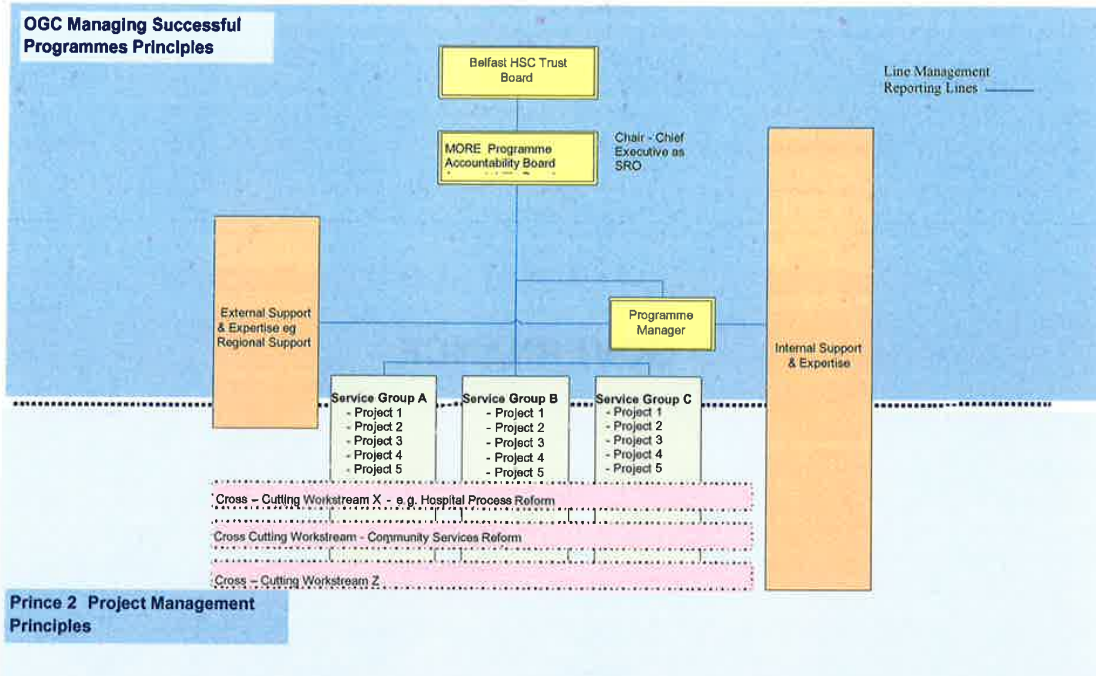 OGC Managing Successful
Programmes Principles
Belfast HSC Trust
Board
Line Management
Reporting Lines
MORE Programme
Accountability Board
Chair - Chief
Executive as
SRO
External Support
& Expertise eg
Regional Support
Programme
Manager
Internal Support
& Expertise
Service Group A
- Project 1
- Project 2
- Project 3
- Project 4
- Project 5
Service Group B
- Project 1
- Project 2
- Project 3
- Project 4
- Project 5
Service Group C
- Project 1
- Project 2
- Project 3
- Project 4
- Project 5
Cross – Cutting Workstream X - e.g. Hospital Process Reform
Cross Cutting Workstream - Community Services Reform
Cross – Cutting Workstream Z
Prince 2 Project Management
Principles